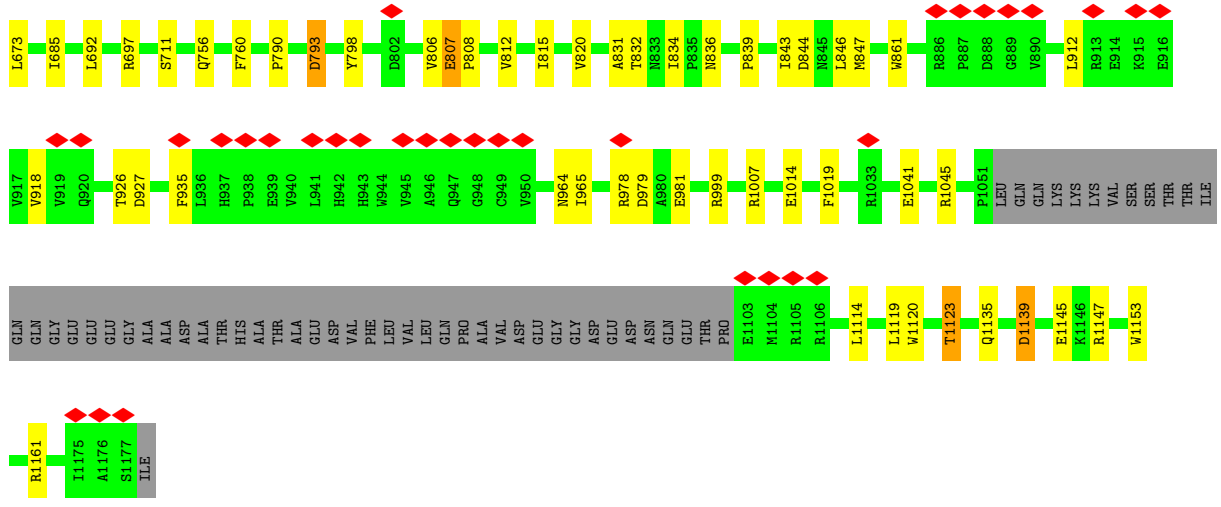 L673 I685 L692 R697 S711 Q756 F760 P790 D793 Y798 D802 V806 E807 P808 V812 I815 V820 A831 T832 N833 I834 P835 N836 P839 I843 D844 N845 L846 M847 W861 R886 P887 D888 G889 V890 L912 R913 E914 K915 E916
V917 V918 V919 Q920 T926 D927 F935 L936 H937 P938 E939 V940 L941 H942 H943 W944 V945 A946 Q947 G948 C949 V950 N964 I965 R978 D979 A980 E981 R999 R1007 E1014 F1019 R1033 E1041 R1045 P1051 LEU GLN GLN LYS LYS LYS VAL SER SER THR THR ILE
GLN GLN GLY GLU GLU GLU GLU GLY ALA ALA ASP ALA THR HIS ALA THR ALA GLU ASP VAL PHE LEU VAL LEU GLN PRO ALA VAL ASP GLU GLY GLY ASP GLU ASP ASN GLN GLU THR PRO E1103 M1104 R1105 R1106 L1114 L1119 W1120 T1123 Q1135 D1139 E1145 K1146 R1147 W1153
R1161 I1175 A1176 S1177 ILE